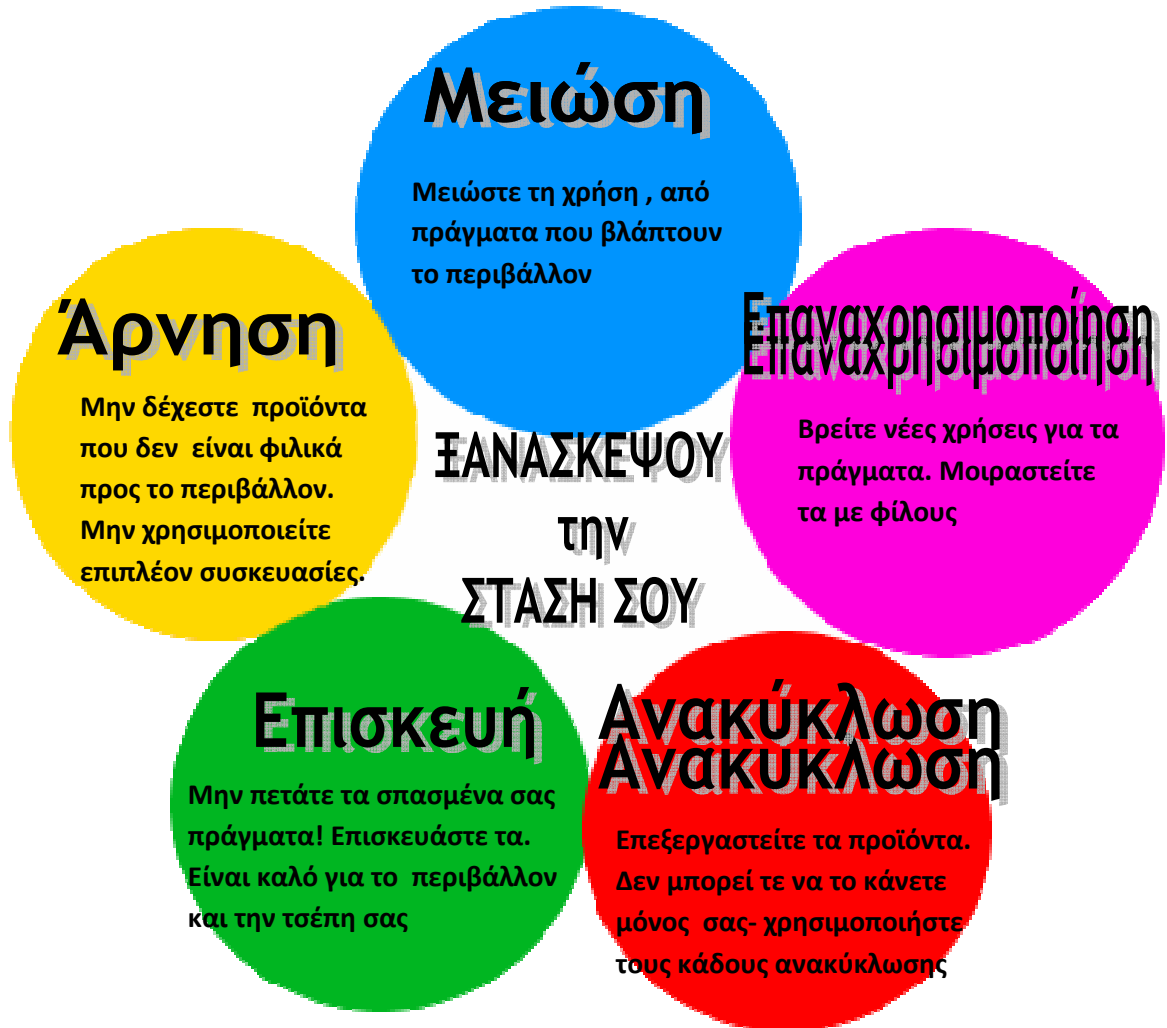 Μειώση
Μειώστε τη χρήση , από
πράγματα που βλάπτουν
το περιβάλλον
Άρνηση
Μην δέχεστε προϊόντα
που δεν είναι φιλικά
προς το περιβάλλον.
Μην χρησιμοποιείτε
επιπλέον συσκευασίες.
Επαναχρησιμοποίηση
Επαναχρησιμοποίηση
Βρείτε νέες χρήσεις για τα
πράγματα. Μοιραστείτε
τα με φίλους
ΞΑΝΑΣΚΕΨΟΥ
την
ΣΤΑΣΗ ΣΟΥ
Επισκευή
Μην πετάτε τα σπασμένα σας
πράγματα! Επισκευάστε τα.
Είναι καλό για το περιβάλλον
και την τσέπη σας
Ανακύκλωση
Ανακύκλωση
Επεξεργαστείτε τα προϊόντα.
Δεν μπορεί τε να το κάνετε
μόνος σας- χρησιμοποιήστε
τους κάδους ανακύκλωσης